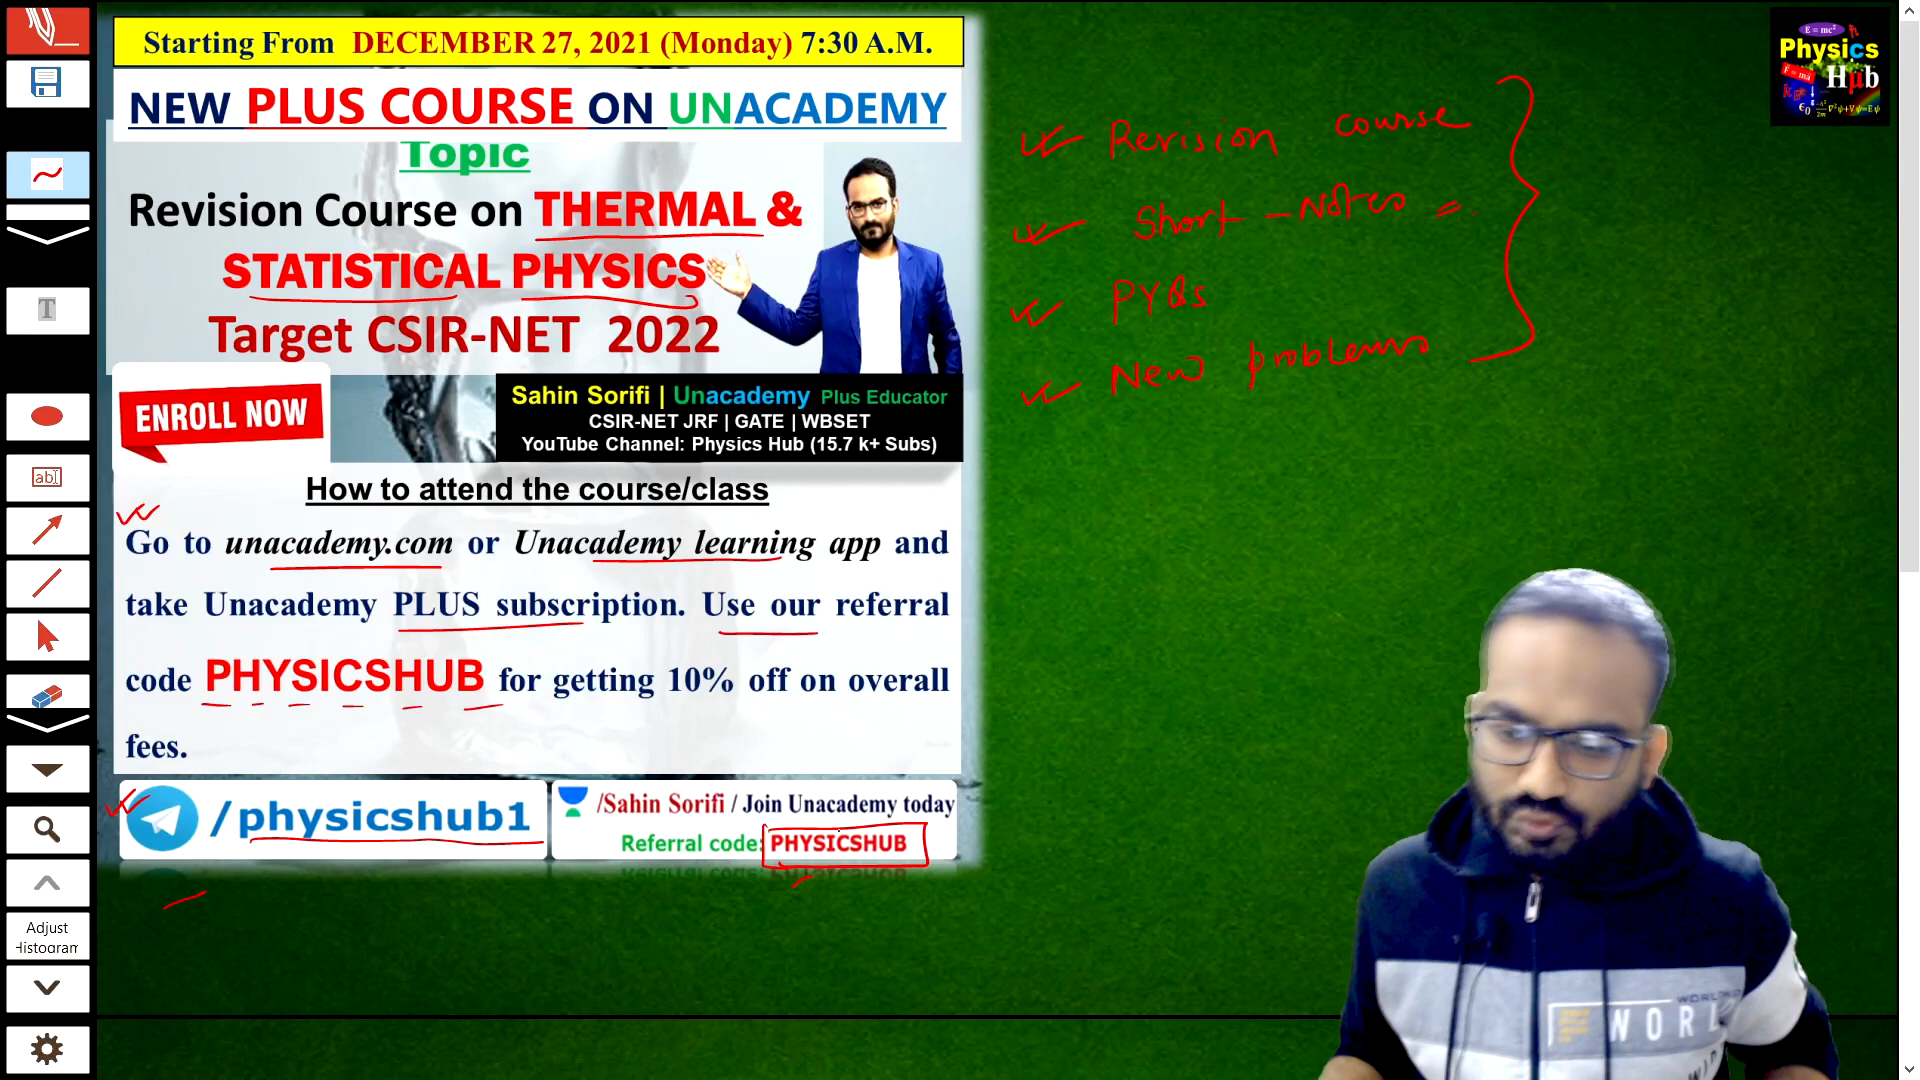 Starting From DECEMBER 27, 2021 (Monday) 7:30 A.M.
NEW PLUS COURSE ON UNACADEMY
Topic
Revision Course on THERMAL &
STATISTICAL PHYSICS
Target CSIR-NET 2022
ENROLL NOW
Sahin Sorifi | Unacademy Plus Educator
CSIR-NET JRF | GATE | WBSET
YouTube Channel: Physics Hub (15.7 k+ Subs)
How to attend the course/class
Go to unacademy.com or Unacademy learning app and
take Unacademy PLUS subscription. Use our referral
code PHYSICSHUB for getting 10% off on overall
fees.
/physicshub1
/Sahin Sorifi / Join Unacademy today
Referral code: PHYSICSHUB
Revision course
Short-Notes
PYQs
New problems
E = mc²
Physics
F = ma
Hub
T
ab
Adjust
Histogram
WORL